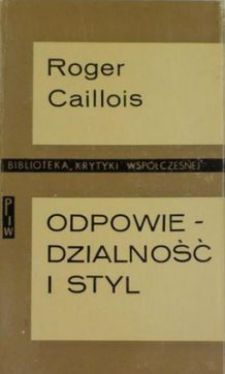 Roger
Caillois
BIBLIOTEKA KRYTYKI WSPÓŁCZESNEJ
PIW
ODPOWIE-
DZIALNOŚĆ
I STYL